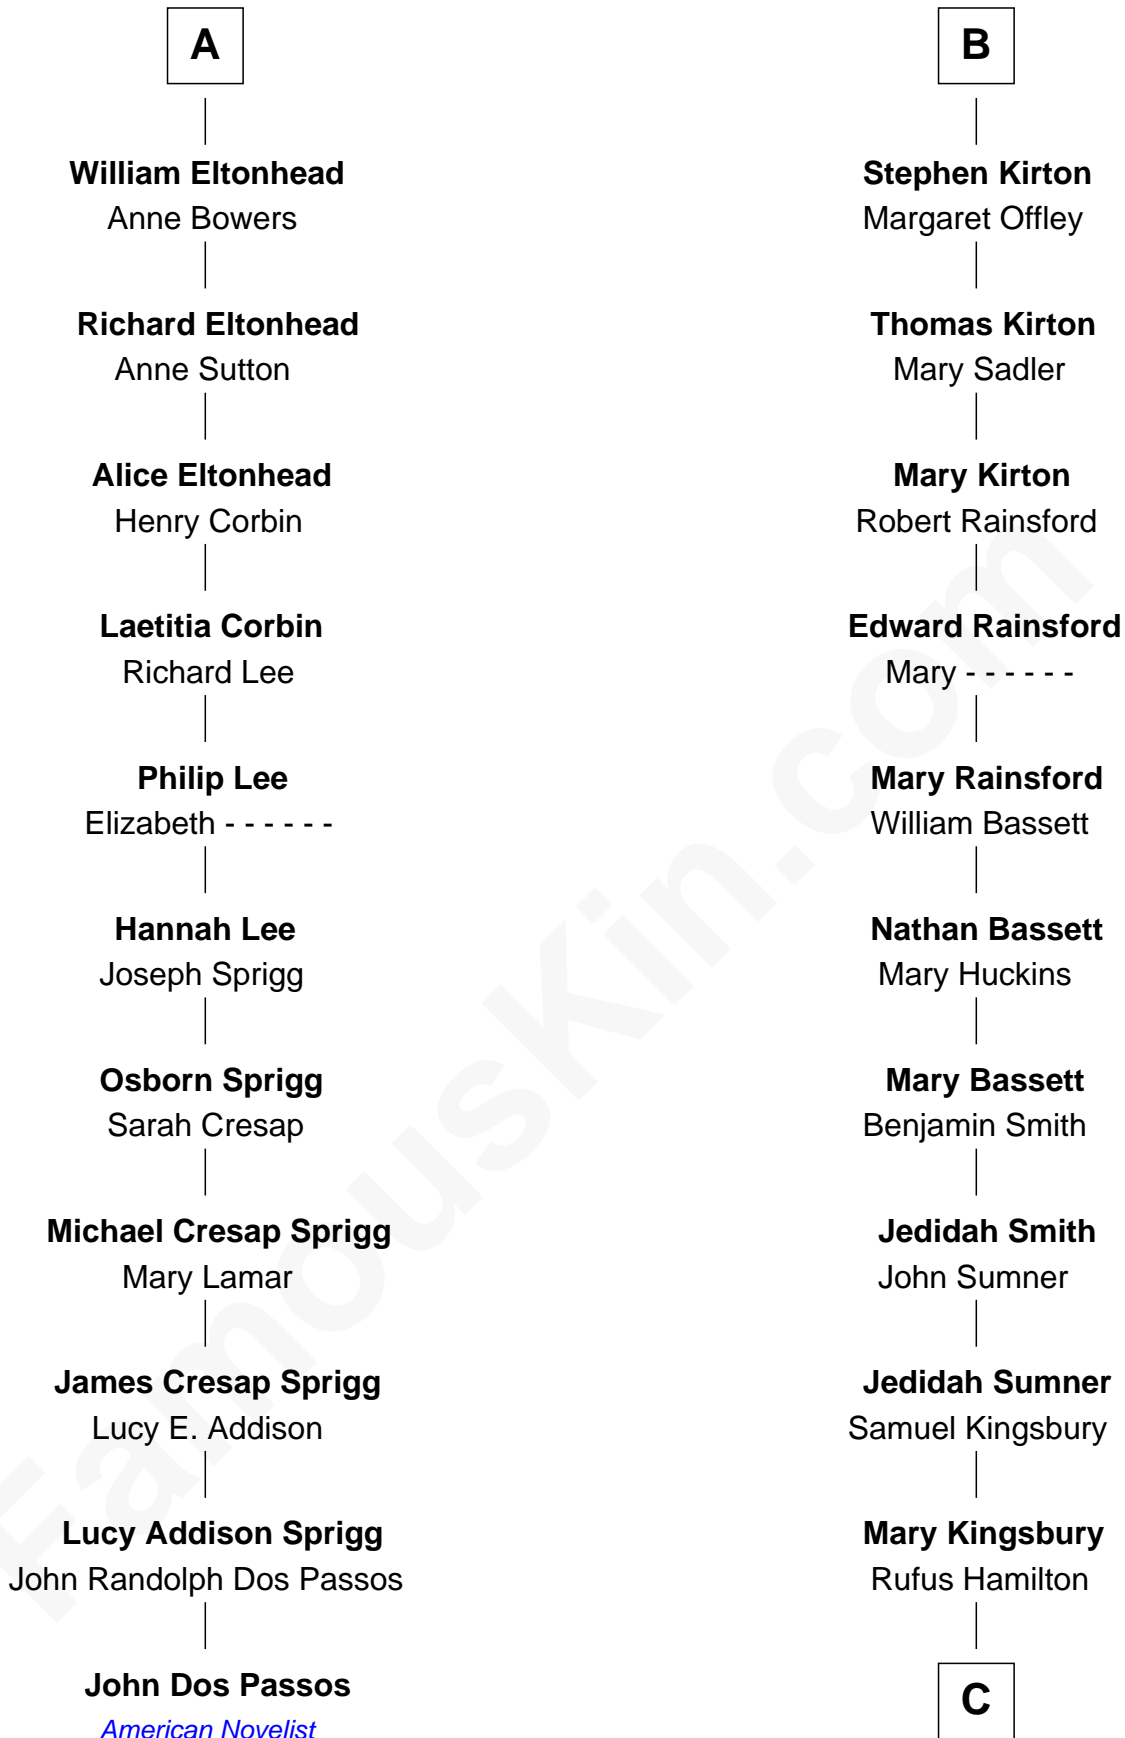 A
William Eltonhead
Anne Bowers
Richard Eltonhead
Anne Sutton
Alice Eltonhead
Henry Corbin
Laetitia Corbin
Richard Lee
Philip Lee
Elizabeth - - - - - -
Hannah Lee
Joseph Sprigg
Osborn Sprigg
Sarah Cresap
Michael Cresap Sprigg
Mary Lamar
James Cresap Sprigg
Lucy E. Addison
Lucy Addison Sprigg
John Randolph Dos Passos
John Dos Passos
American Novelist
B
Stephen Kirton
Margaret Offley
Thomas Kirton
Mary Sadler
Mary Kirton
Robert Rainsford
Edward Rainsford
Mary - - - - - -
Mary Rainsford
William Bassett
Nathan Bassett
Mary Huckins
Mary Bassett
Benjamin Smith
Jedidah Smith
John Sumner
Jedidah Sumner
Samuel Kingsbury
Mary Kingsbury
Rufus Hamilton
C
FamousKin.com